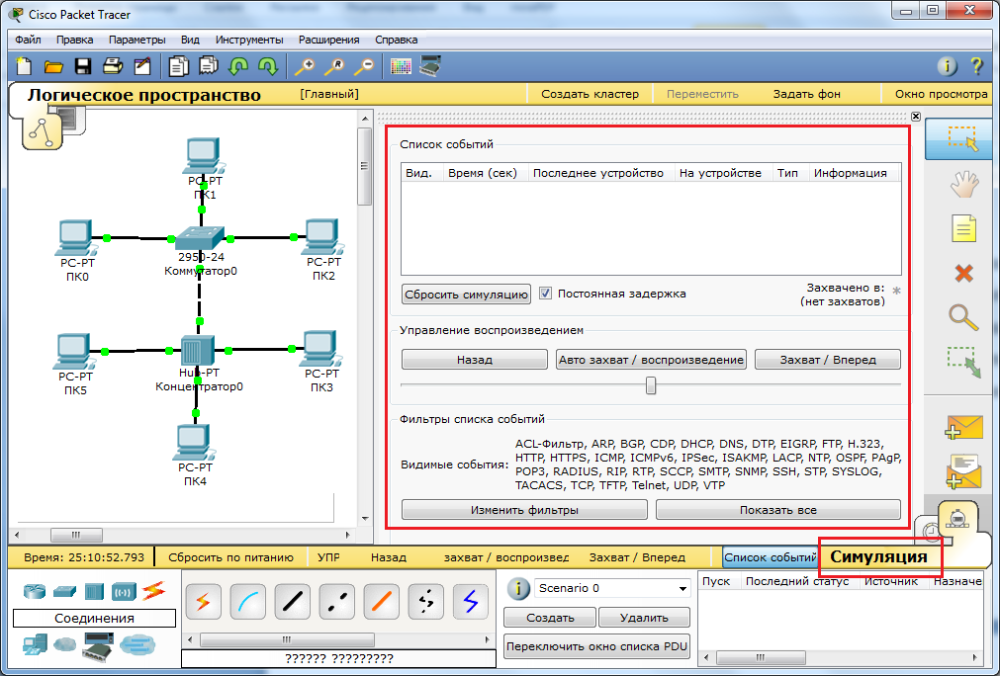 Cisco Packet Tracer
Файл Правка Параметры Вид Инструменты Расширения Справка
Логическое пространство [Главный] Создать кластер Переместить Задать фон Окно просмотра
PC-PT
ПК1
PC-PT
ПК0
2950-24
Коммутатор0
PC-PT
ПК2
PC-PT
ПК5
Hub-PT
Концентратор0
PC-PT
ПК3
PC-PT
ПК4
Список событий
Вид. Время (сек) Последнее устройство На устройстве Тип Информация
Сбросить симуляцию Постоянная задержка Захвачено в: *
(нет захватов)
Управление воспроизведением
Назад Авто захват / воспроизведение Захват / Вперед
Фильтры списка событий
Видимые события:
ACL-Фильтр, ARP, BGP, CDP, DHCP, DNS, DTP, EIGRP, FTP, H.323,
HTTP, HTTPS, ICMP, ICMPv6, IPSec, ISAKMP, LACP, NTP, OSPF, PAgP,
POP3, RADIUS, RIP, RTP, SCCP, SMTP, SNMP, SSH, STP, SYSLOG,
TACACS, TCP, TFTP, Telnet, UDP, VTP
Изменить фильтры Показать все
Время: 25:10:52.793 Сбросить по питанию УПР Назад захват / воспроизвед Захват / Вперед Список событий Симуляция
Соединения
?????? ?????????
Scenario 0
Создать Удалить
Переключить окно списка PDU
Пуск Последний статус Источник Назначе